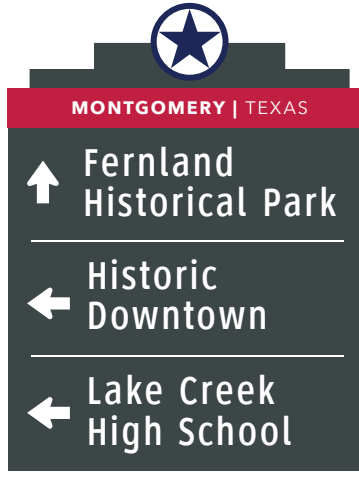 MONTGOMERY | TEXAS
Fernland
Historical Park
Historic
Downtown
Lake Creek
High School